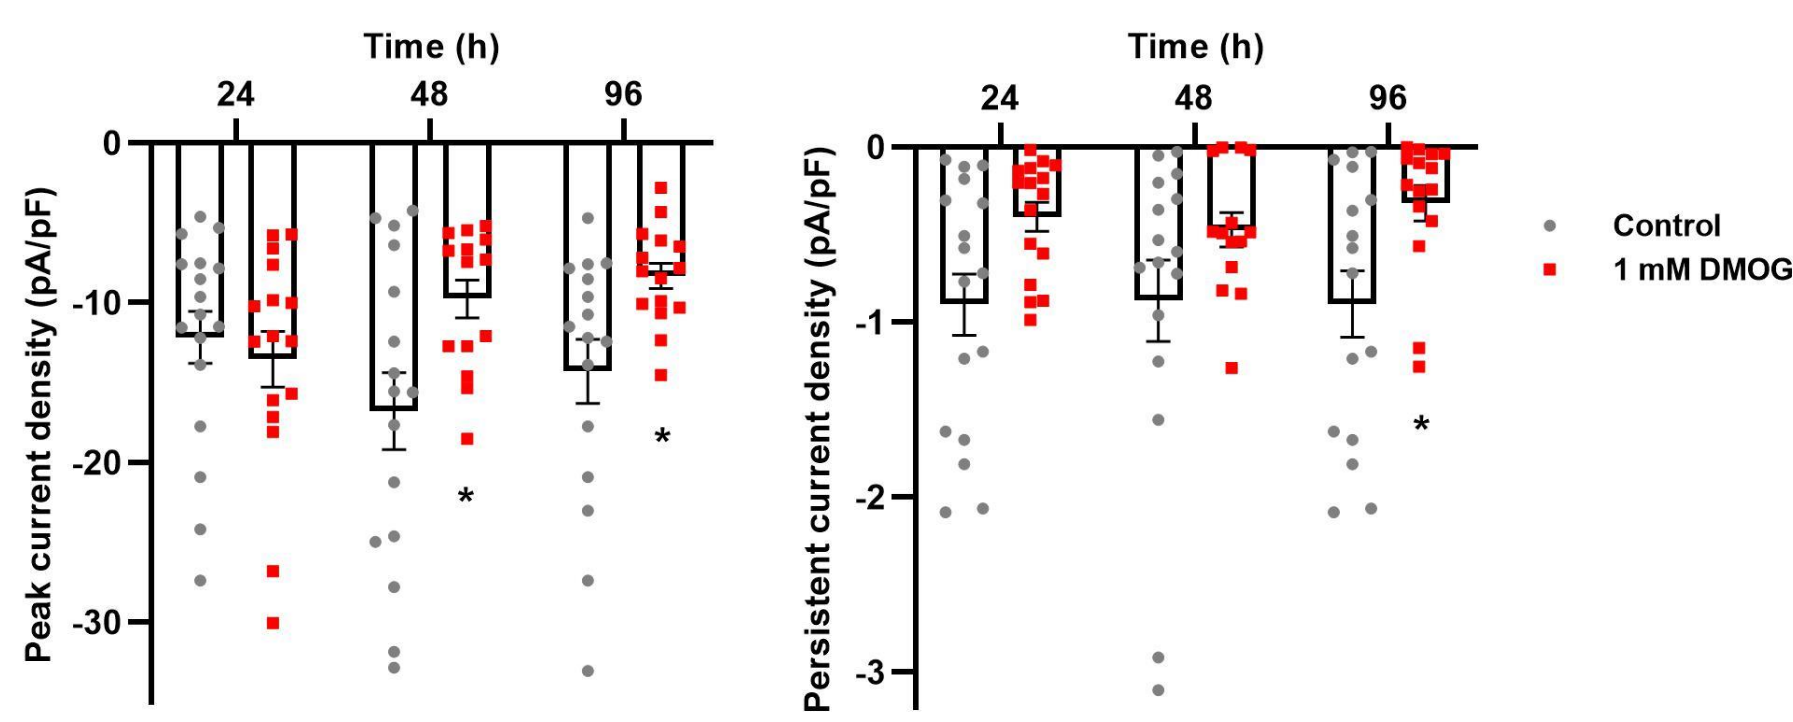 Time (h)
24 48 96
0
-10
-20
-30
Peak current density (pA/pF)
*
*
Time (h)
24 48 96
0
-1
-2
-3
Persistent current density (pA/pF)
*
Control
1 mM DMOG